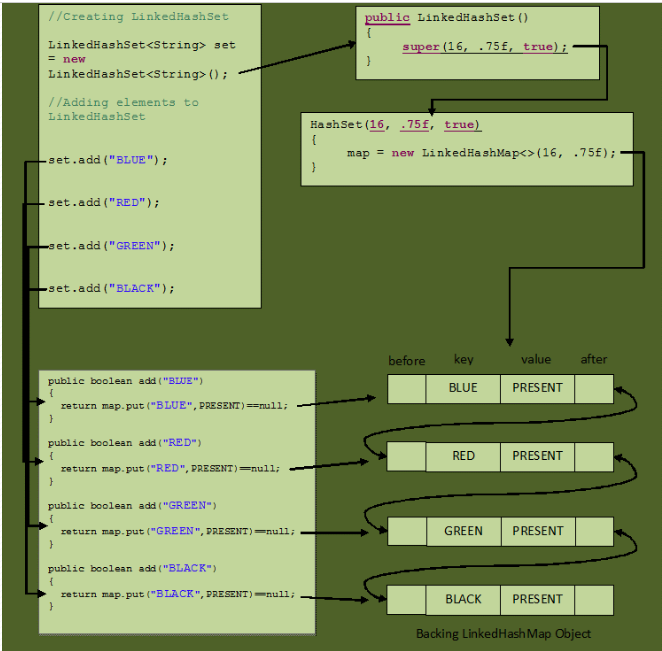 //Creating LinkedHashSet
LinkedHashSet<String> set
= new
LinkedHashSet<String>();
//Adding elements to
LinkedHashSet
set.add("BLUE");
set.add("RED");
set.add("GREEN");
set.add("BLACK");
public LinkedHashSet()
{
super(16, .75f, true);
}
HashSet(16, .75f, true)
{
map = new LinkedHashMap<>(16, .75f);
}
public boolean add("BLUE")
{
return map.put("BLUE",PRESENT)==null;
}
public boolean add("RED")
{
return map.put("RED",PRESENT)==null;
}
public boolean add("GREEN")
{
return map.put("GREEN",PRESENT)==null;
}
public boolean add("BLACK")
{
return map.put("BLACK",PRESENT)==null;
}
before key value after
BLUE PRESENT
RED PRESENT
GREEN PRESENT
BLACK PRESENT
Backing LinkedHashMap Object